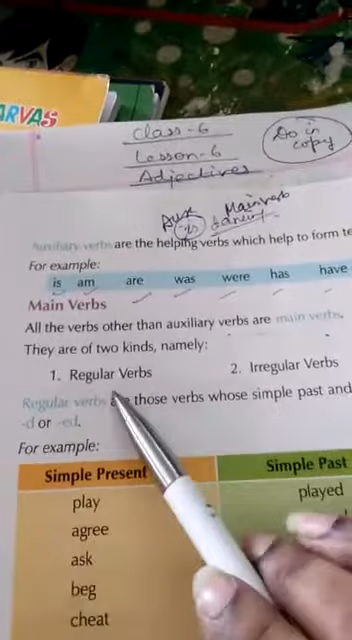 ARVAS
Class-6
Lesson-6
Adjectives
Do in copy
Aux Main verb
is dancing
Auxiliary verbs are the helping verbs which help to form te
For example:
is am are was were has have
Main Verbs
All the verbs other than auxiliary verbs are main verbs.
They are of two kinds, namely:
1. Regular Verbs 2. Irregular Verbs
Regular verbs are those verbs whose simple past and
-d or -ed.
For example:
Simple Present Simple Past
play played
agree
ask
beg
cheat